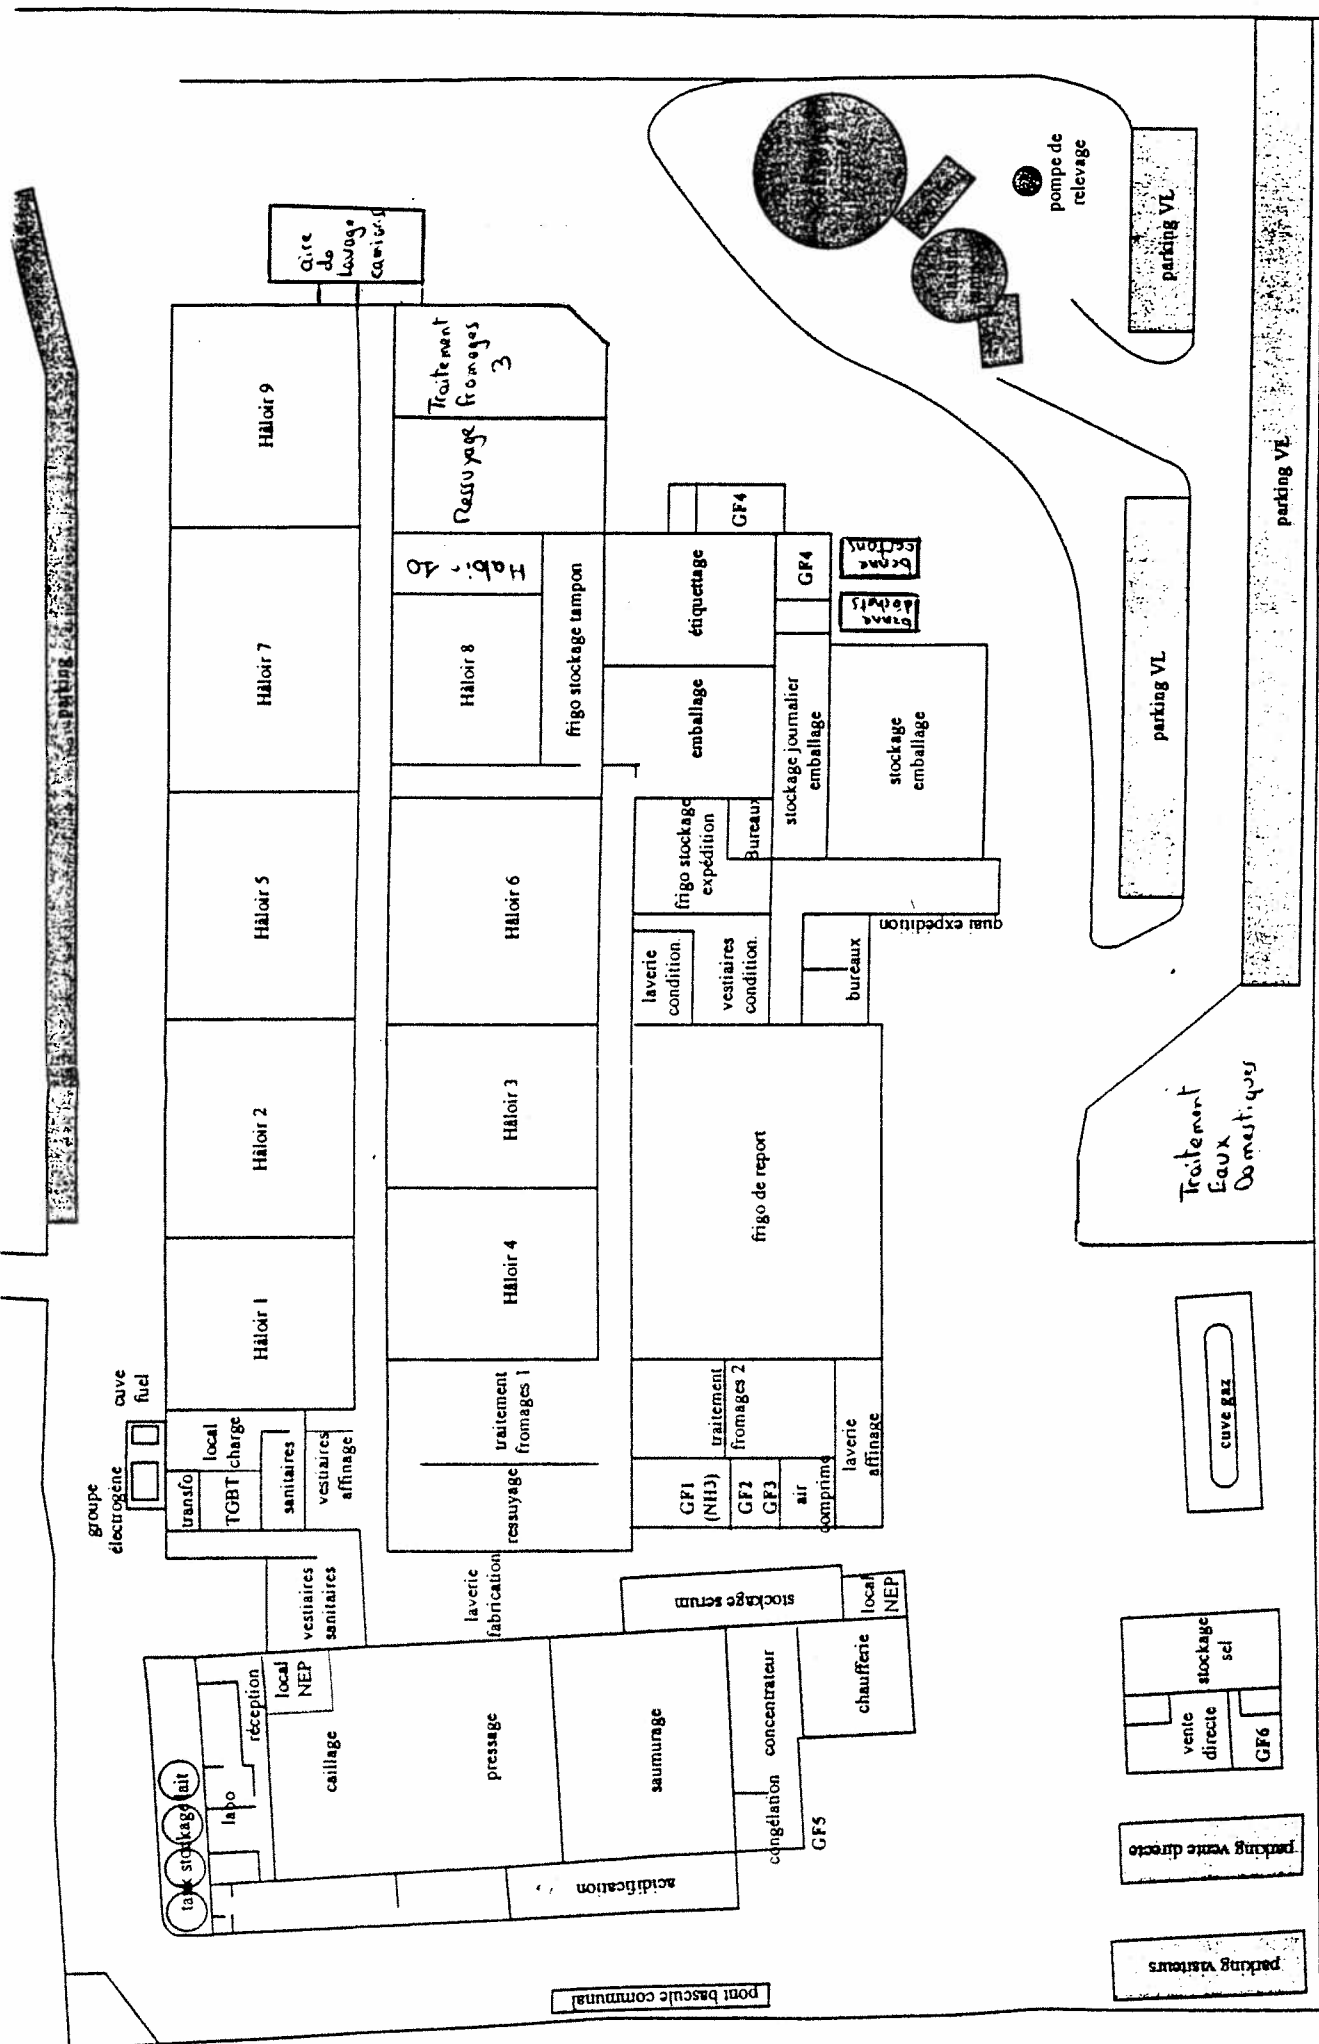 aire
de
lavage
camions
Hâloir 9
Traitement
fromages
3
Ressuyage
Hâloir 7
Hâloir 10
Hâloir 8
frigo stockage tampon
GF4
GF4
benne
cartons
benne
déchets
étiquettage
emballage
stockage journalier
emballage
stockage
emballage
parking
pompe de
relevage
parking VL
parking VL
parking VL
Hâloir 5
Hâloir 6
frigo stockage
expédition
Bureaux
quai expédition
laverie
condition.
vestiaires
condition.
bureaux
Hâloir 2
Hâloir 3
Hâloir 1
Hâloir 4
frigo de report
Traitement
Eaux
Domestiques
cuve
fuel
groupe
électrogène
local
charge
transfo
TGBT
sanitaires
vestiaires
affinage
traitement
fromages 1
ressuyage
traitement
fromages 2
GF1
(NH3)
GF2
GF3
air
comprimé
laverie
affinage
cuve gaz
vestiaires
sanitaires
laverie
fabrication
stockage serum
local
NEP
réception
local
NEP
tank stockage lait
labo
caillage
pressage
saumurage
concentrateur
chaufferie
congélation
GF5
acidification
stockage
sel
vente
directe
GF6
parking vente directe
parking visiteurs
pont bascule communal